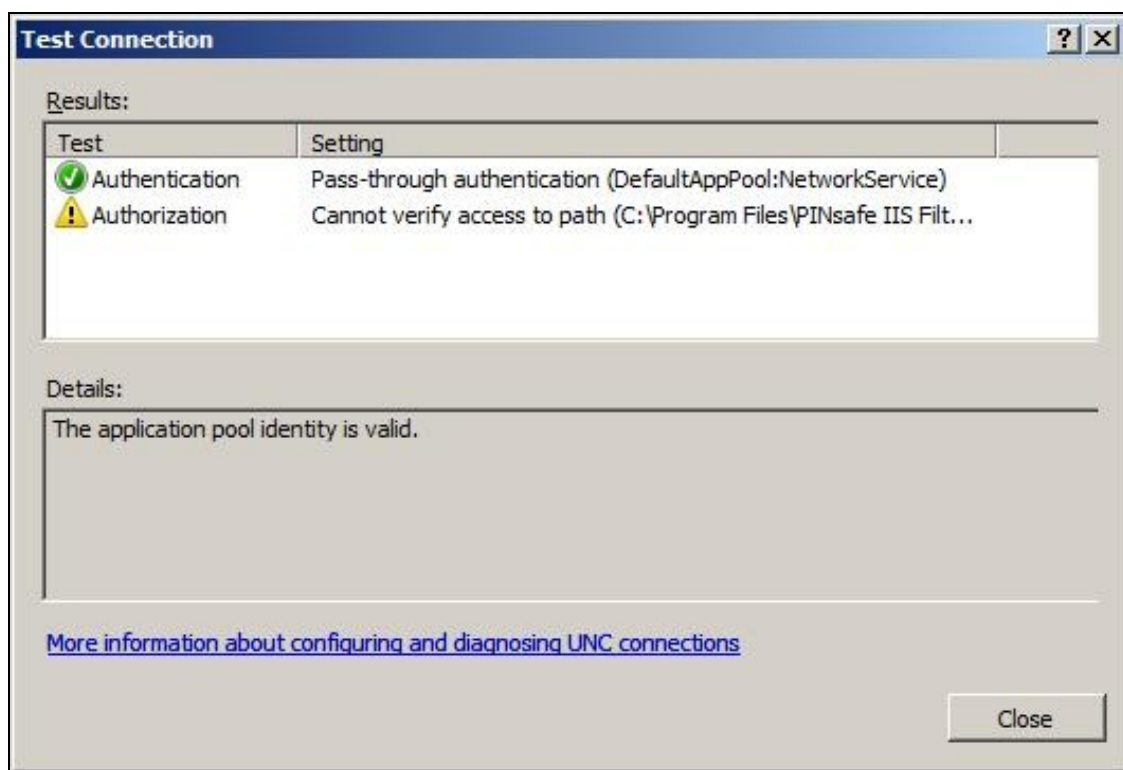 Test Connection
Results:
Test Setting
Authentication Pass-through authentication (DefaultAppPool:NetworkService)
Authorization Cannot verify access to path (C:\Program Files\PINsafe IIS Filt...
Details:
The application pool identity is valid.
More information about configuring and diagnosing UNC connections
Close